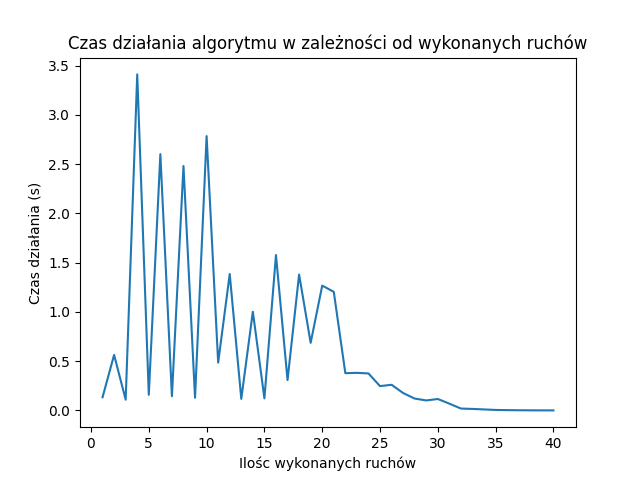 Czas działania algorytmu w zależności od wykonanych ruchów
3.5
3.0
2.5
2.0
1.5
1.0
0.5
0.0
Czas działania (s)
0 5 10 15 20 25 30 35 40
Ilośc wykonanych ruchów